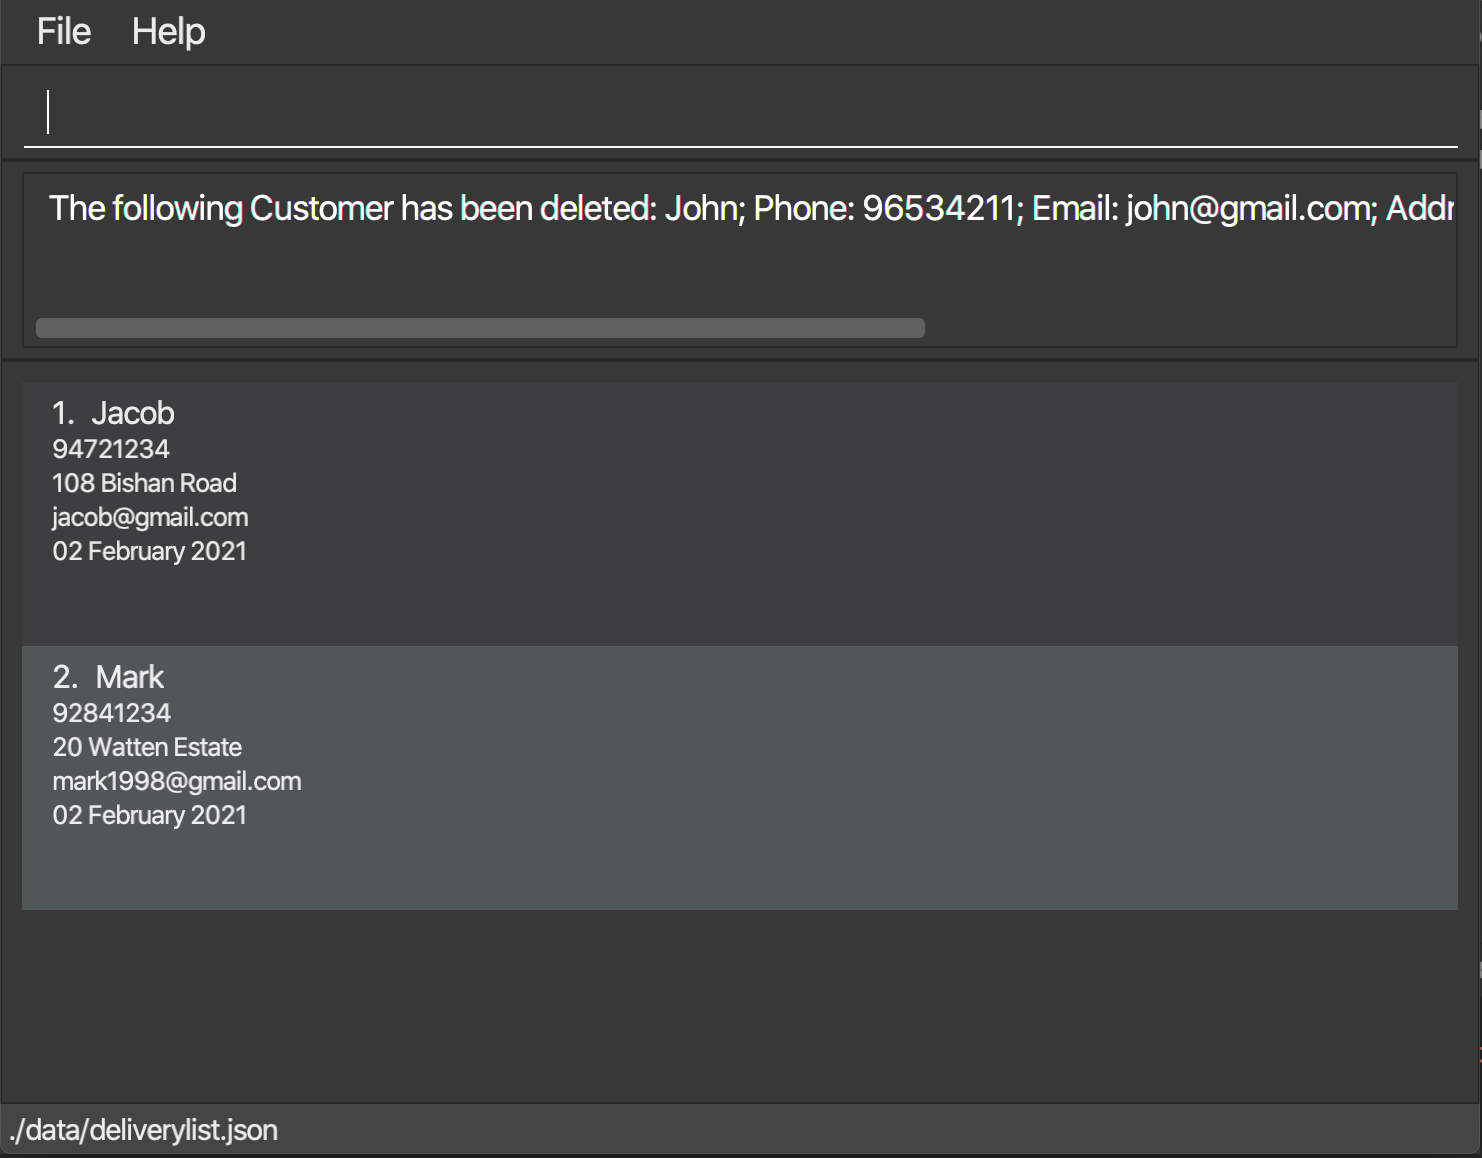 File Help
The following Customer has been deleted: John; Phone: 96534211; Email: john@gmail.com; Addr
1. Jacob
94721234
108 Bishan Road
jacob@gmail.com
02 February 2021
2. Mark
92841234
20 Watten Estate
mark1998@gmail.com
02 February 2021
./data/deliverylist.json